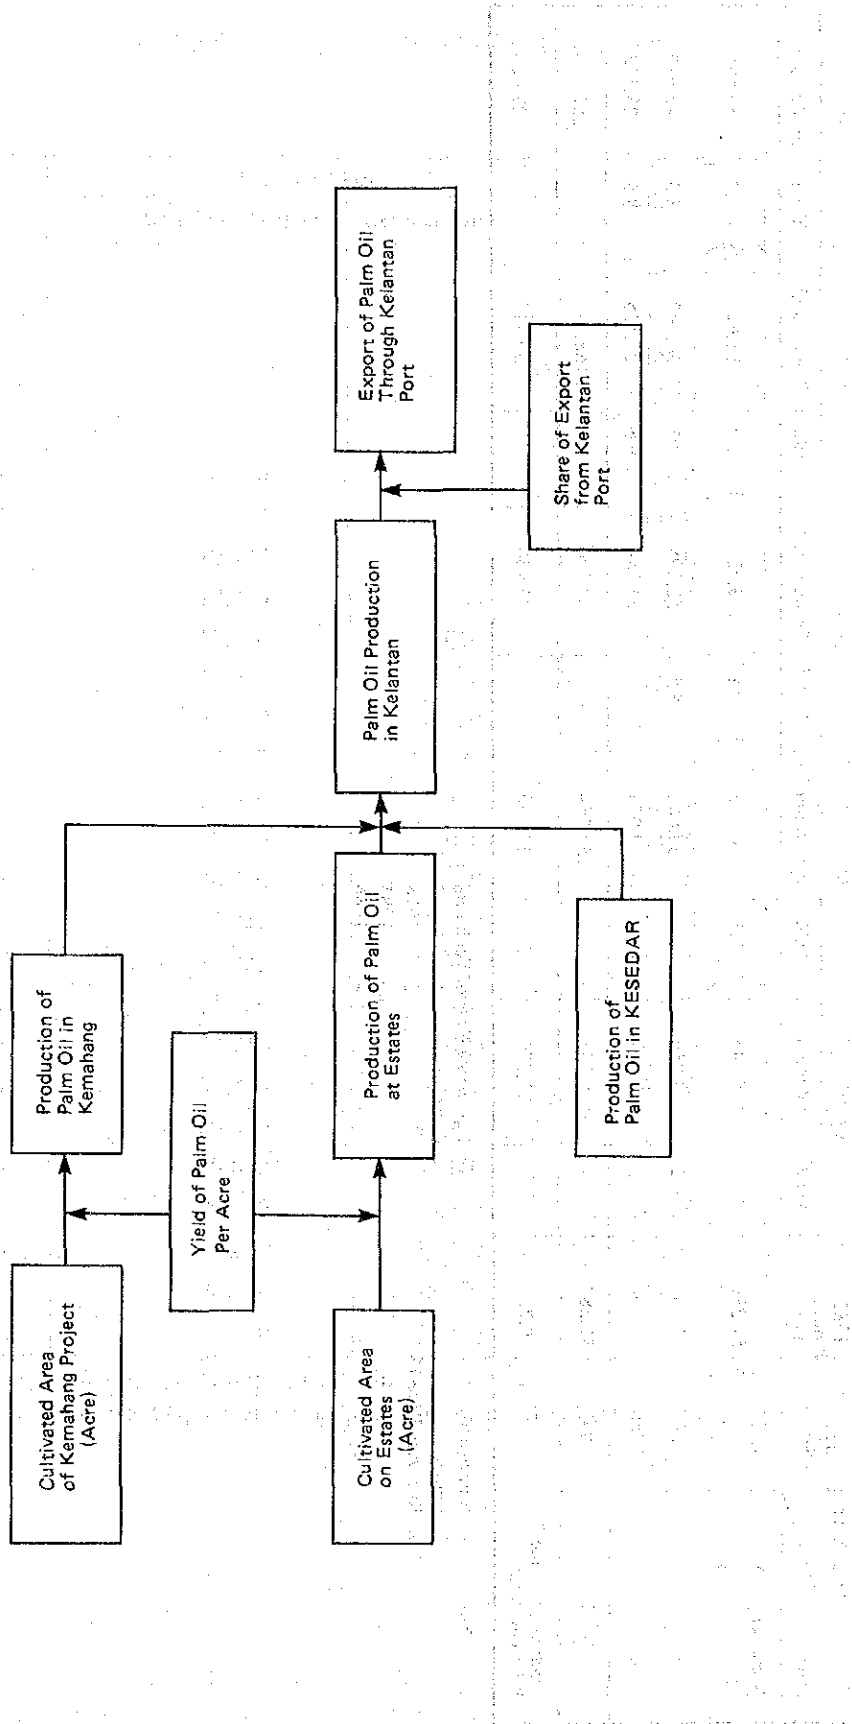 Cultivated Area
of Kemahang Project
(Acre)
Yield of Palm Oil
Per Acre
Cultivated Area
on Estates
(Acre)
Production of
Palm Oil in
Kemahang
Production of Palm Oil
at Estates
Production of
Palm Oil in KESEDAR
Palm Oil Production
in Kelantan
Share of Export
from Kelantan
Port
Export of Palm Oil
Through Kelantan
Port